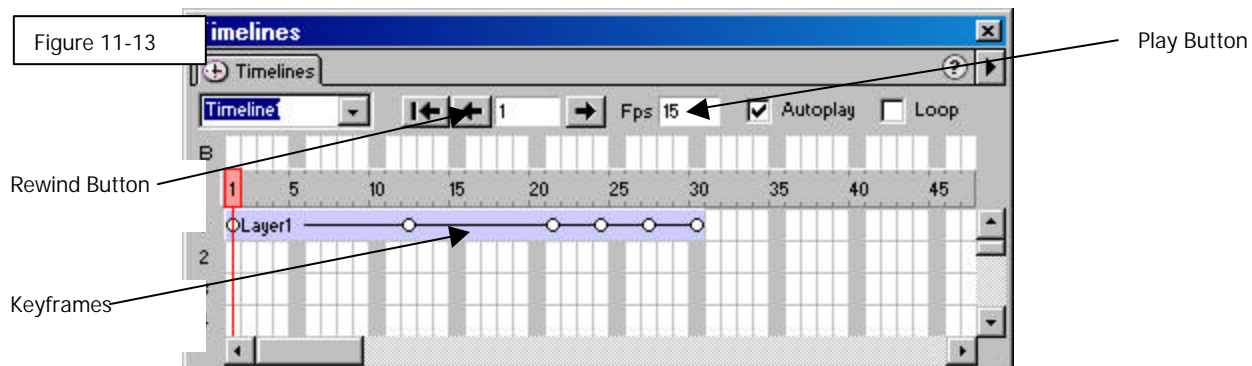 Figure 11-13
imelines
Play Button
Timelines
Timeline1
1
Fps 15
Autoplay
Loop
B
Rewind Button
1 5 10 15 20 25 30 35 40 45
Layer1
2
Keyframes